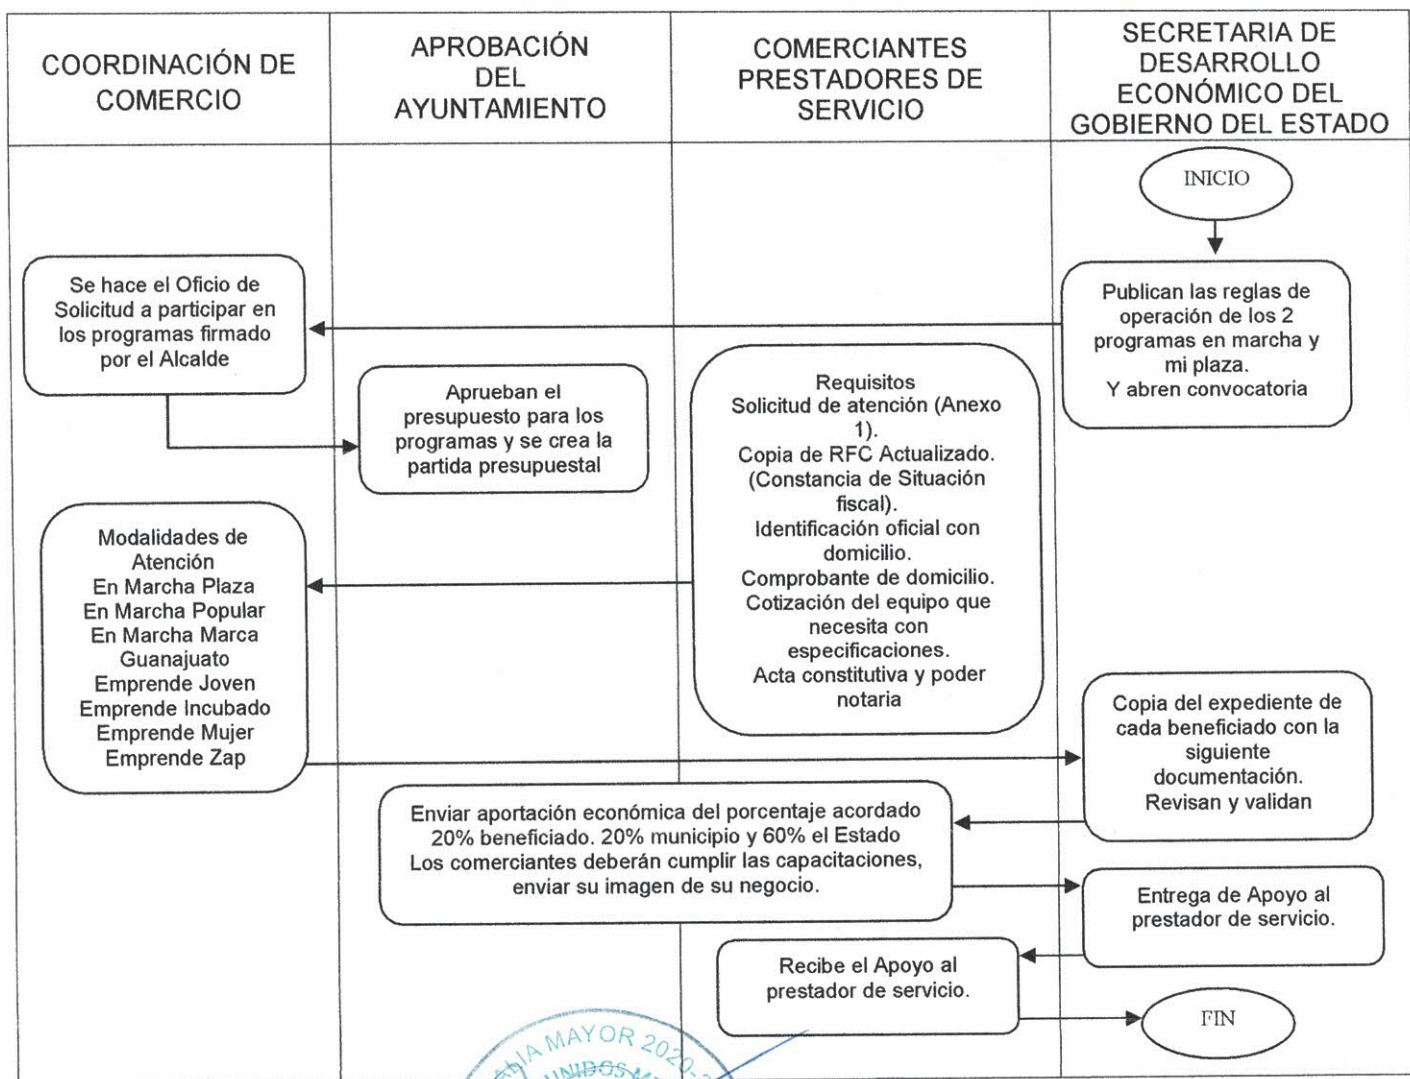 COORDINACIÓN DE
COMERCIO
APROBACIÓN
DEL
AYUNTAMIENTO
COMERCIANTES
PRESTADORES DE
SERVICIO
SECRETARIA DE
DESARROLLO
ECONÓMICO DEL
GOBIERNO DEL ESTADO
INICIO
Publican las reglas de
operación de los 2
programas en marcha y
mi plaza.
Y abren convocatoria
Se hace el Oficio de
Solicitud a participar en
los programas firmado
por el Alcalde
Aprueban el
presupuesto para los
programas y se crea la
partida presupuestal
Requisitos
Solicitud de atención (Anexo
1).
Copia de RFC Actualizado.
(Constancia de Situación
fiscal).
Identificación oficial con
domicilio.
Comprobante de domicilio.
Cotización del equipo que
necesita con
especificaciones.
Acta constitutiva y poder
notaria
Modalidades de
Atención
En Marcha Plaza
En Marcha Popular
En Marcha Marca
Guanajuato
Emprende Joven
Emprende Incubado
Emprende Mujer
Emprende Zap
Copia del expediente de
cada beneficiado con la
siguiente
documentación.
Revisan y validan
Enviar aportación económica del porcentaje acordado
20% beneficiado. 20% municipio y 60% el Estado
Los comerciantes deberán cumplir las capacitaciones,
enviar su imagen de su negocio.
Entrega de Apoyo al
prestador de servicio.
Recibe el Apoyo al
prestador de servicio.
FIN
MAYOR 2020-2
UNIDOS M